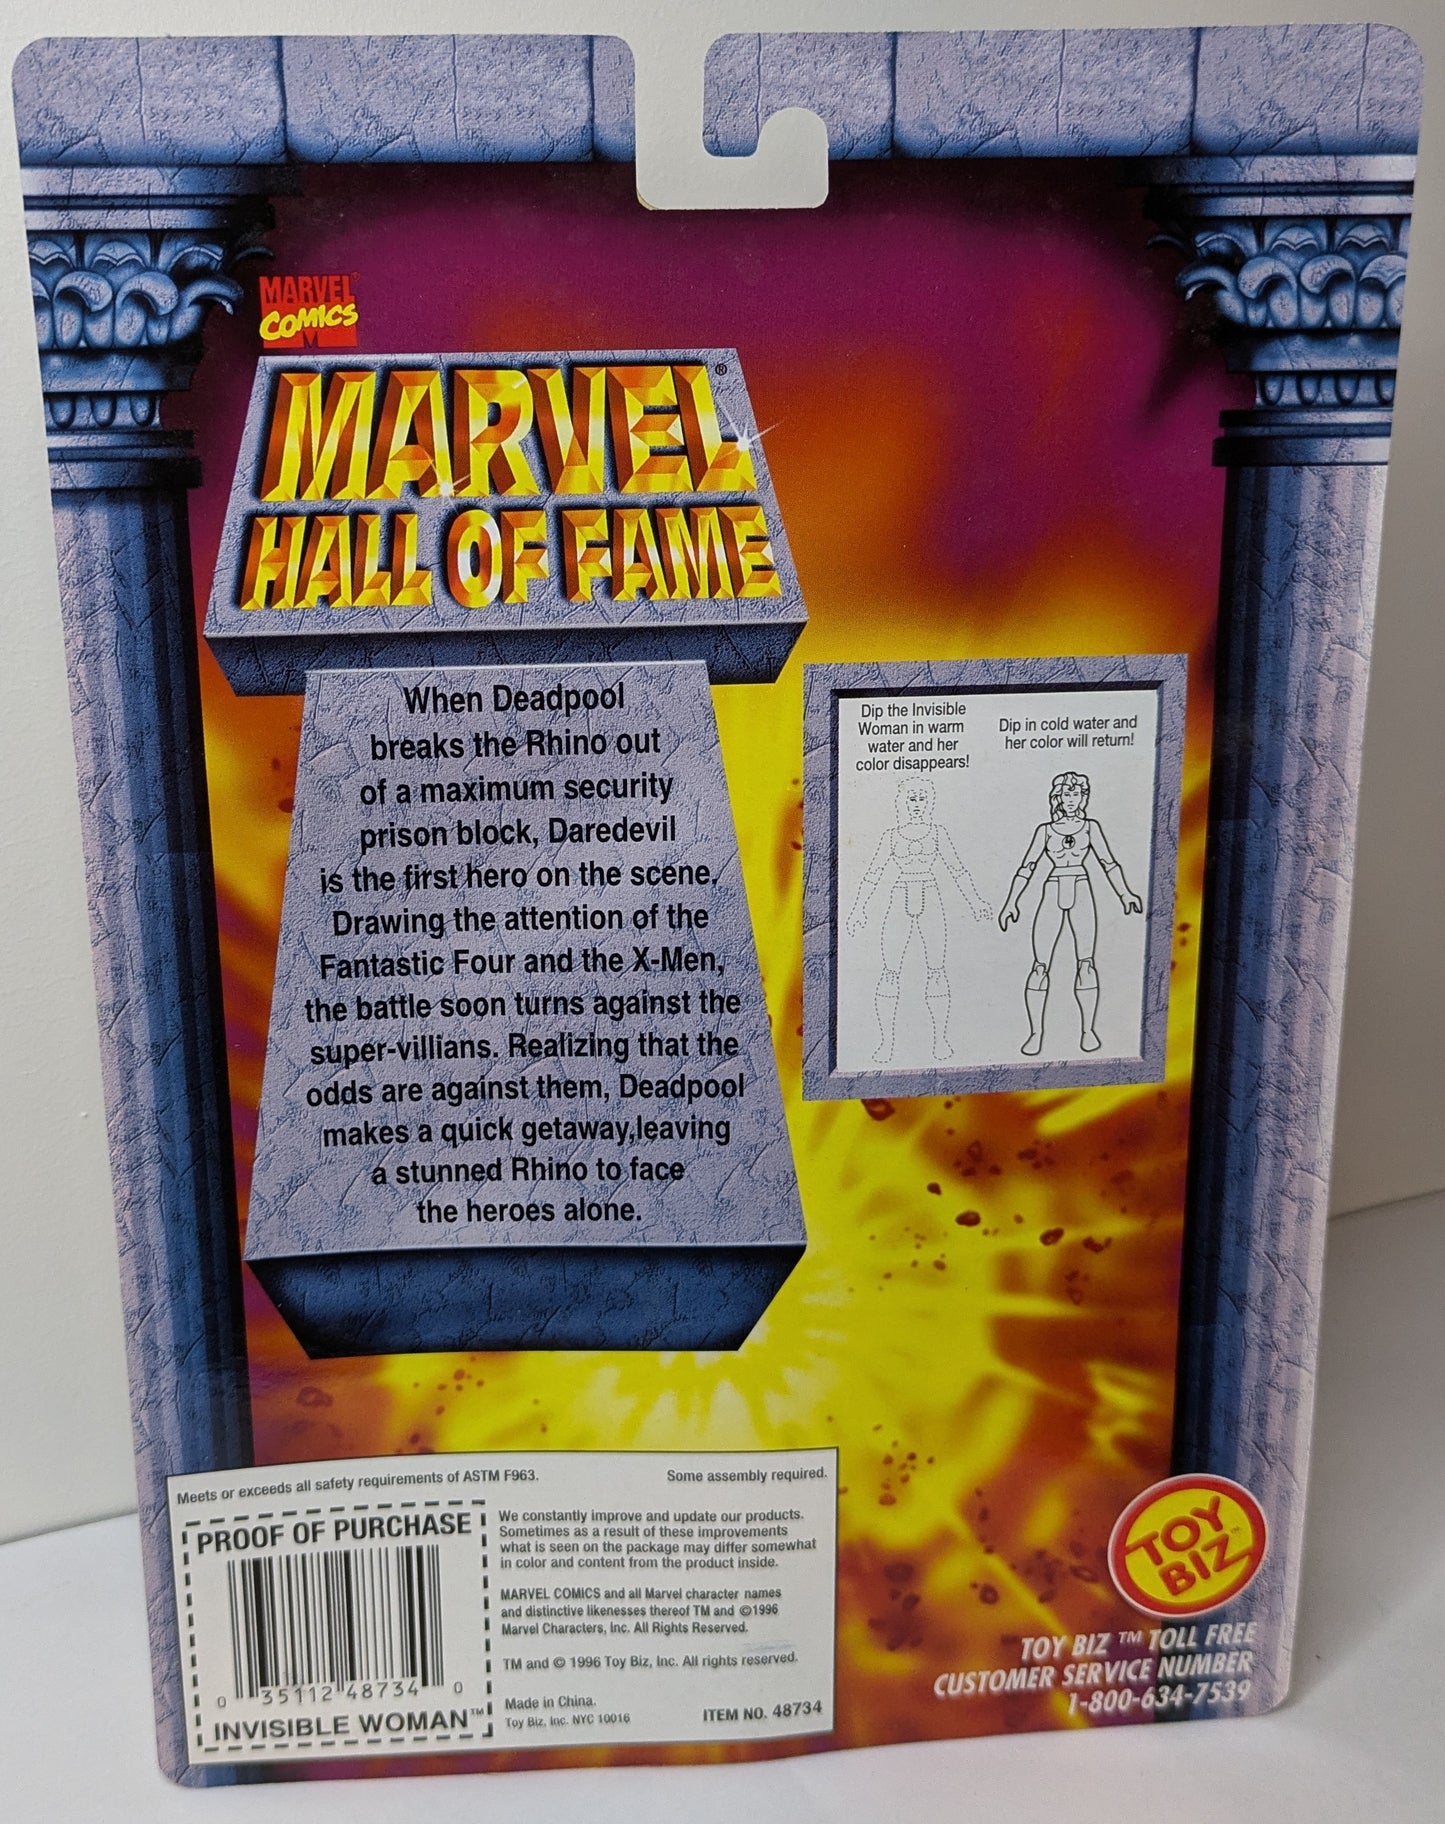 MARVEL
COMICS
MARVEL®
HALL OF FAME
When Deadpool
breaks the Rhino out
of a maximum security
prison block, Daredevil
is the first hero on the scene.
Drawing the attention of the
Fantastic Four and the X-Men,
the battle soon turns against the
super-villians. Realizing that the
odds are against them, Deadpool
makes a quick getaway,leaving
a stunned Rhino to face
the heroes alone.
Dip the Invisible
Woman in warm
water and her
color disappears!
Dip in cold water and
her color will return!
4
Meets or exceeds all safety requirements of ASTM F963.
Some assembly required.
PROOF OF PURCHASE
0 35112 48734 0
INVISIBLE WOMAN™
We constantly improve and update our products.
Sometimes as a result of these improvements
what is seen on the package may differ somewhat
in color and content from the product inside.
MARVEL COMICS and all Marvel character names
and distinctive likenesses thereof TM and ©1996
Marvel Characters, Inc. All Rights Reserved.
TM and © 1996 Toy Biz, Inc. All rights reserved.
Made in China.
Toy Biz, Inc. NYC 10016
ITEM NO. 48734
TOY
BIZ™
TOY BIZ ™ TOLL FREE
CUSTOMER SERVICE NUMBER
1-800-634-7539